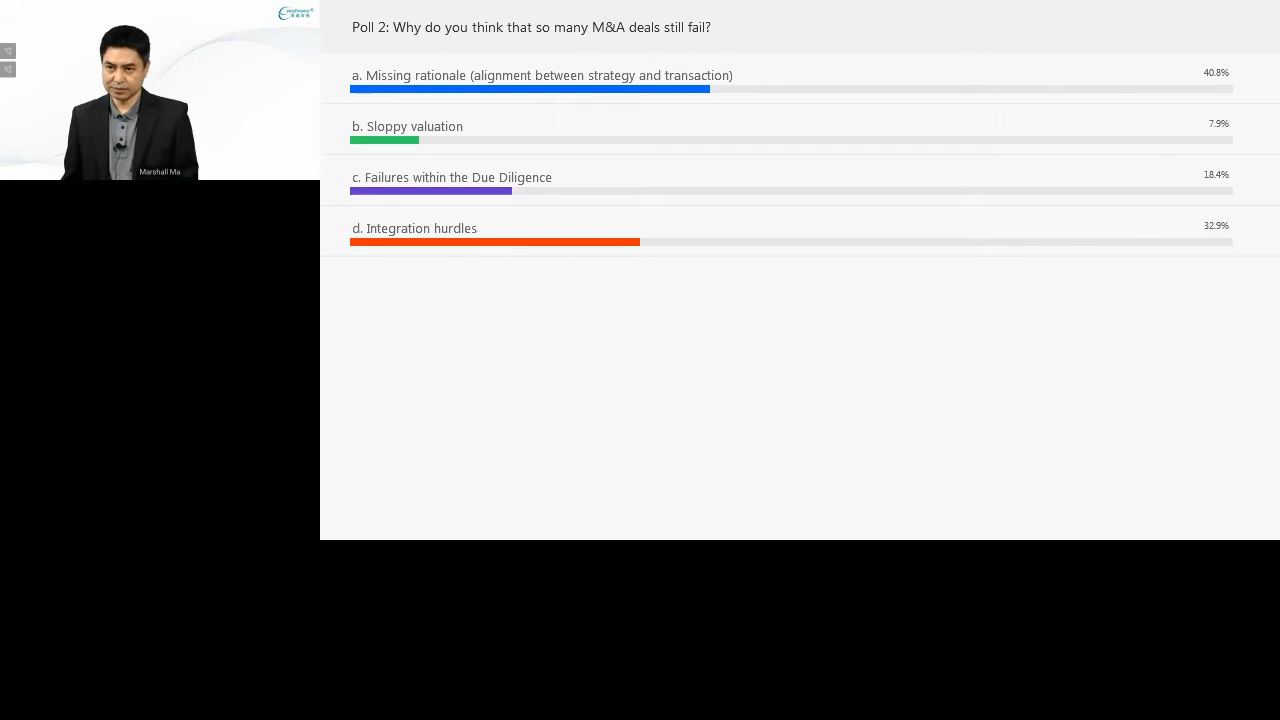 easyfinance®
Marshall Ma
Poll 2: Why do you think that so many M&A deals still fail?
a. Missing rationale (alignment between strategy and transaction)
40.8%
b. Sloppy valuation
7.9%
c. Failures within the Due Diligence
18.4%
d. Integration hurdles
32.9%